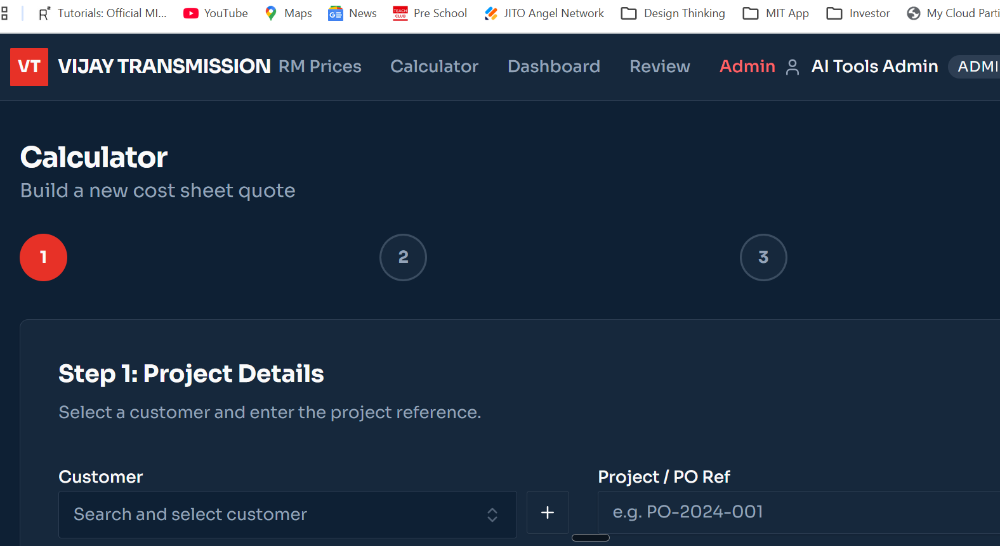 Tutorials: Official MI... YouTube Maps News Pre School JITO Angel Network Design Thinking MIT App Investor My Cloud Parti
VT VIJAY TRANSMISSION RM Prices Calculator Dashboard Review Admin AI Tools Admin ADMI
Calculator
Build a new cost sheet quote
1 2 3
Step 1: Project Details
Select a customer and enter the project reference.
Customer Project / PO Ref
Search and select customer + e.g. PO-2024-001